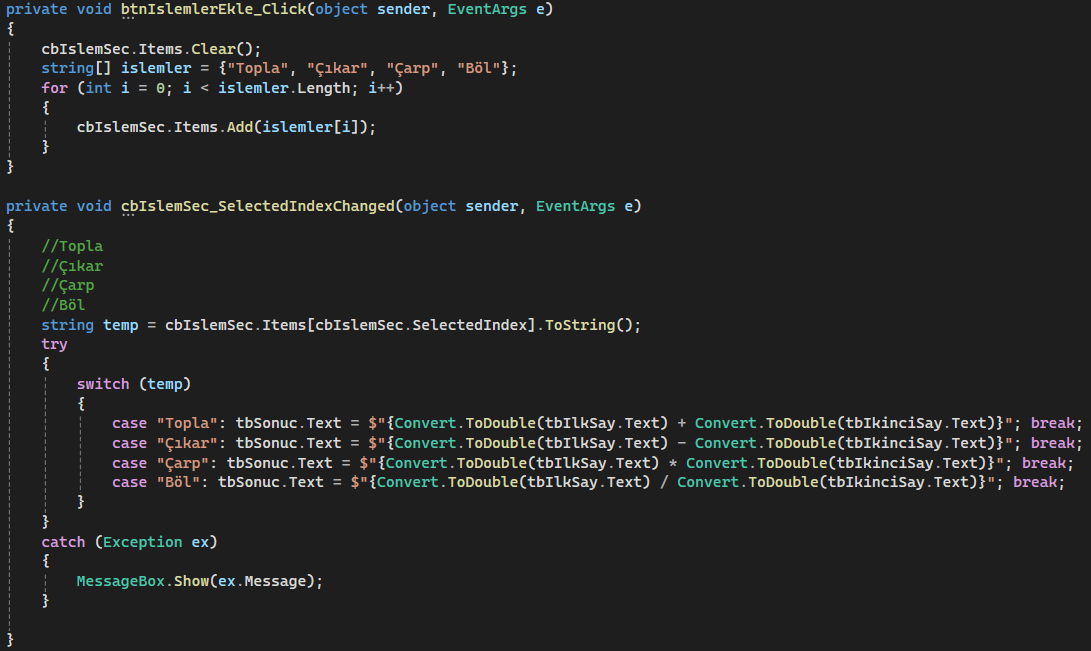 private void btnIslemlerEkle_Click(object sender, EventArgs e)
{
    cbIslemSec.Items.Clear();
    string[] islemler = {"Topla", "Çıkar", "Çarp", "Böl"};
    for (int i = 0; i < islemler.Length; i++)
    {
        cbIslemSec.Items.Add(islemler[i]);
    }
}

private void cbIslemSec_SelectedIndexChanged(object sender, EventArgs e)
{
    //Topla
    //Çıkar
    //Çarp
    //Böl
    string temp = cbIslemSec.Items[cbIslemSec.SelectedIndex].ToString();
    try
    {
        switch (temp)
        {
            case "Topla": tbSonuc.Text = $"{Convert.ToDouble(tbIlkSay.Text) + Convert.ToDouble(tbIkinciSay.Text)}"; break;
            case "Çıkar": tbSonuc.Text = $"{Convert.ToDouble(tbIlkSay.Text) - Convert.ToDouble(tbIkinciSay.Text)}"; break;
            case "Çarp": tbSonuc.Text = $"{Convert.ToDouble(tbIlkSay.Text) * Convert.ToDouble(tbIkinciSay.Text)}"; break;
            case "Böl": tbSonuc.Text = $"{Convert.ToDouble(tbIlkSay.Text) / Convert.ToDouble(tbIkinciSay.Text)}"; break;
        }
    }
    catch (Exception ex)
    {
        MessageBox.Show(ex.Message);
    }

}